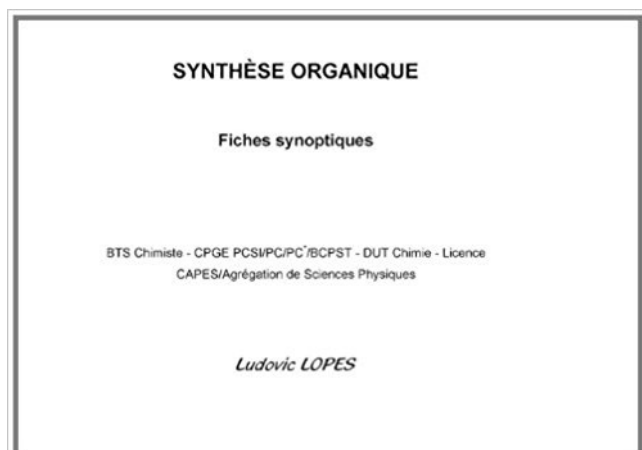 SYNTHÈSE ORGANIQUE
Fiches synoptiques
BTS Chimiste - CPGE PCSI/PC/PC*/BCPST - DUT Chimie - Licence
CAPES/Agrégation de Sciences Physiques
Ludovic LOPES